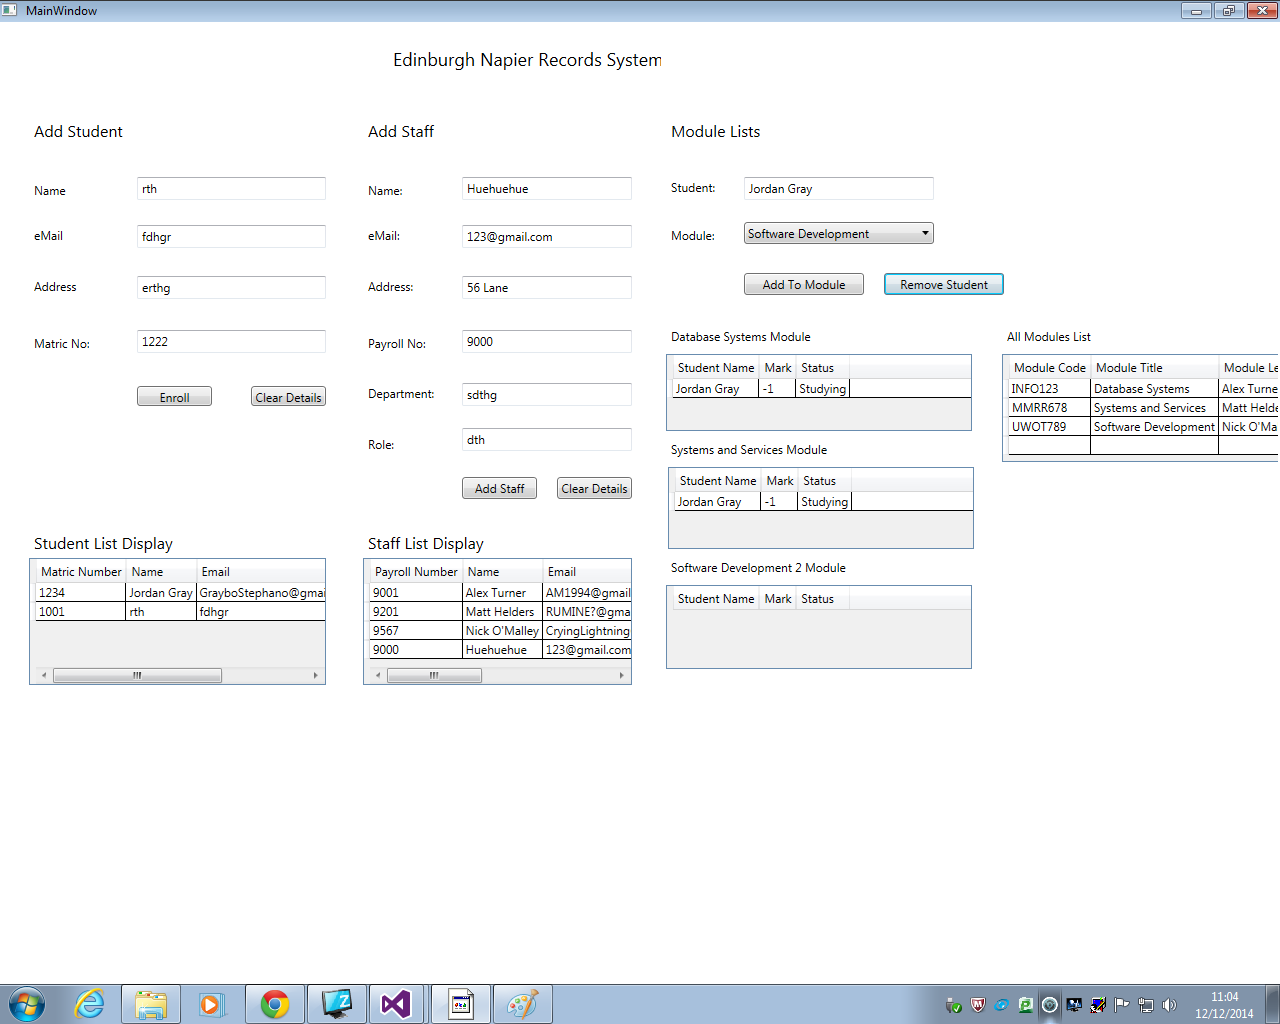 MainWindow
Edinburgh Napier Records System
Add Student
Name
rth
eMail
fdhgr
Address
erthg
Matric No:
1222
Enroll
Clear Details
Add Staff
Name:
Huehuehue
eMail:
123@gmail.com
Address:
56 Lane
Payroll No:
9000
Department:
sdthg
Role:
dth
Add Staff
Clear Details
Module Lists
Student:
Jordan Gray
Module:
Software Development
Add To Module
Remove Student
Database Systems Module
Student Name Mark Status
Jordan Gray -1 Studying
Systems and Services Module
Student Name Mark Status
Jordan Gray -1 Studying
Software Development 2 Module
Student Name Mark Status
All Modules List
Module Code Module Title Module Le
INFO123 Database Systems Alex Turne
MMRR678 Systems and Services Matt Helde
UWOT789 Software Development Nick O'Ma
Student List Display
Matric Number Name Email
1234 Jordan Gray GrayboStephano@gmai
1001 rth fdhgr
Staff List Display
Payroll Number Name Email
9001 Alex Turner AM1994@gmail
9201 Matt Helders RUMINE?@gma
9567 Nick O'Malley CryingLightning
9000 Huehuehue 123@gmail.com
11:04
12/12/2014